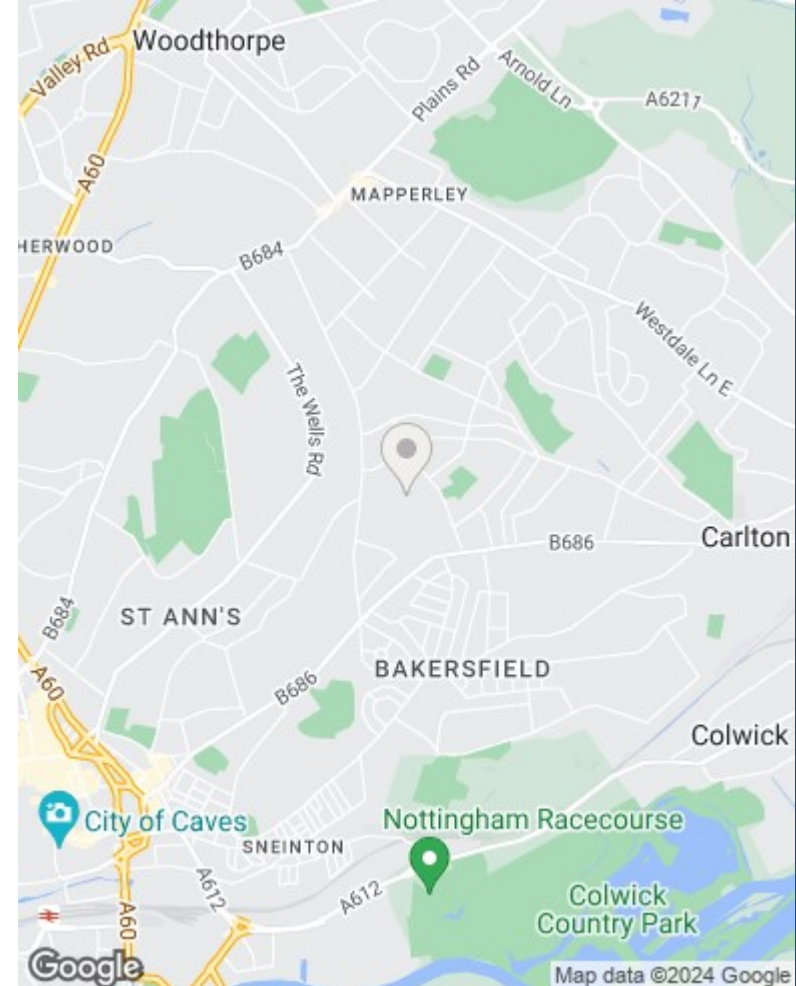 Woodthorpe
Valley Rd
Plains Rd
Arnold Ln
A6211
A60
MAPPERLEY
HERWOOD
B684
Westdale Ln E
The Wells Rd
B686
Carlton
B684
ST ANN'S
A60
B686
BAKERSFIELD
Colwick
City of Caves
Nottingham Racecourse
SNEINTON
A612
A612
A60
Colwick
Country Park
Google
Map data ©2024 Google